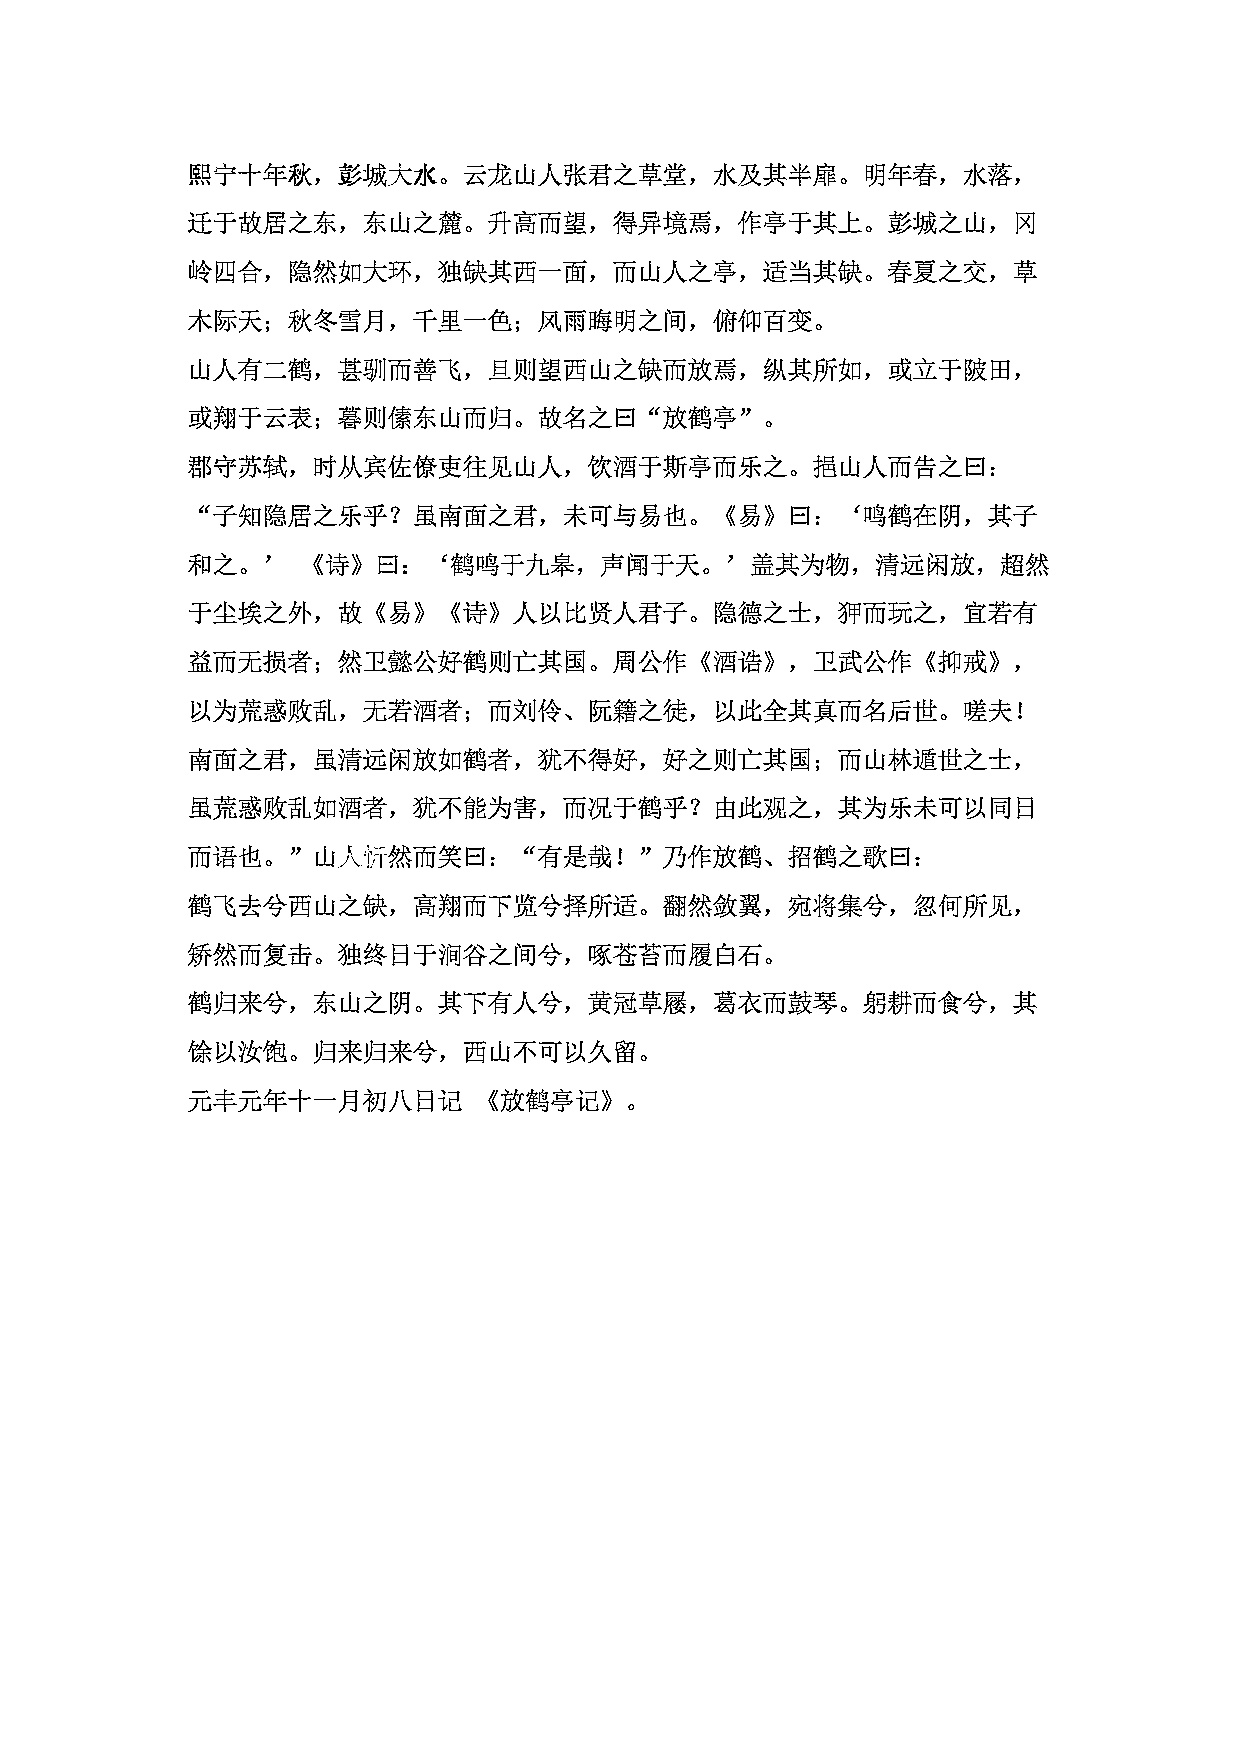 熙宁十年秋，彭城大水。云龙山人张君之草堂，水及其半扉。明年春，水落，
迁于故居之东，东山之麓。升高而望，得异境焉，作亭于其上。彭城之山，冈
岭四合，隐然如大环，独缺其西一面，而山人之亭，适当其缺。春夏之交，草
木际天；秋冬雪月，千里一色；风雨晦明之间，俯仰百变。
山人有二鹤，甚驯而善飞，旦则望西山之缺而放焉，纵其所如，或立于陂田，
或翔于云表；暮则傃东山而归。故名之曰“放鹤亭”。
郡守苏轼，时从宾佐僚吏往见山人，饮酒于斯亭而乐之。挹山人而告之曰：
“子知隐居之乐乎？虽南面之君，未可与易也。《易》曰：‘鸣鹤在阴，其子
和之。’ 《诗》曰：‘鹤鸣于九皋，声闻于天。’盖其为物，清远闲放，超然
于尘埃之外，故《易》《诗》人以比贤人君子。隐德之士，狎而玩之，宜若有
益而无损者；然卫懿公好鹤则亡其国。周公作《酒诰》，卫武公作《抑戒》，
以为荒惑败乱，无若酒者；而刘伶、阮籍之徒，以此全其真而名后世。嗟夫！
南面之君，虽清远闲放如鹤者，犹不得好，好之则亡其国；而山林遁世之士，
虽荒惑败乱如酒者，犹不能为害，而况于鹤乎？由此观之，其为乐未可以同日
而语也。”山人忻然而笑曰：“有是哉！”乃作放鹤、招鹤之歌曰：
鹤飞去兮西山之缺，高翔而下览兮择所适。翻然敛翼，宛将集兮，忽何所见，
矫然而复击。独终日于涧谷之间兮，啄苍苔而履白石。
鹤归来兮，东山之阴。其下有人兮，黄冠草屦，葛衣而鼓琴。躬耕而食兮，其
馀以汝饱。归来归来兮，西山不可以久留。
元丰元年十一月初八日记 《放鹤亭记》。